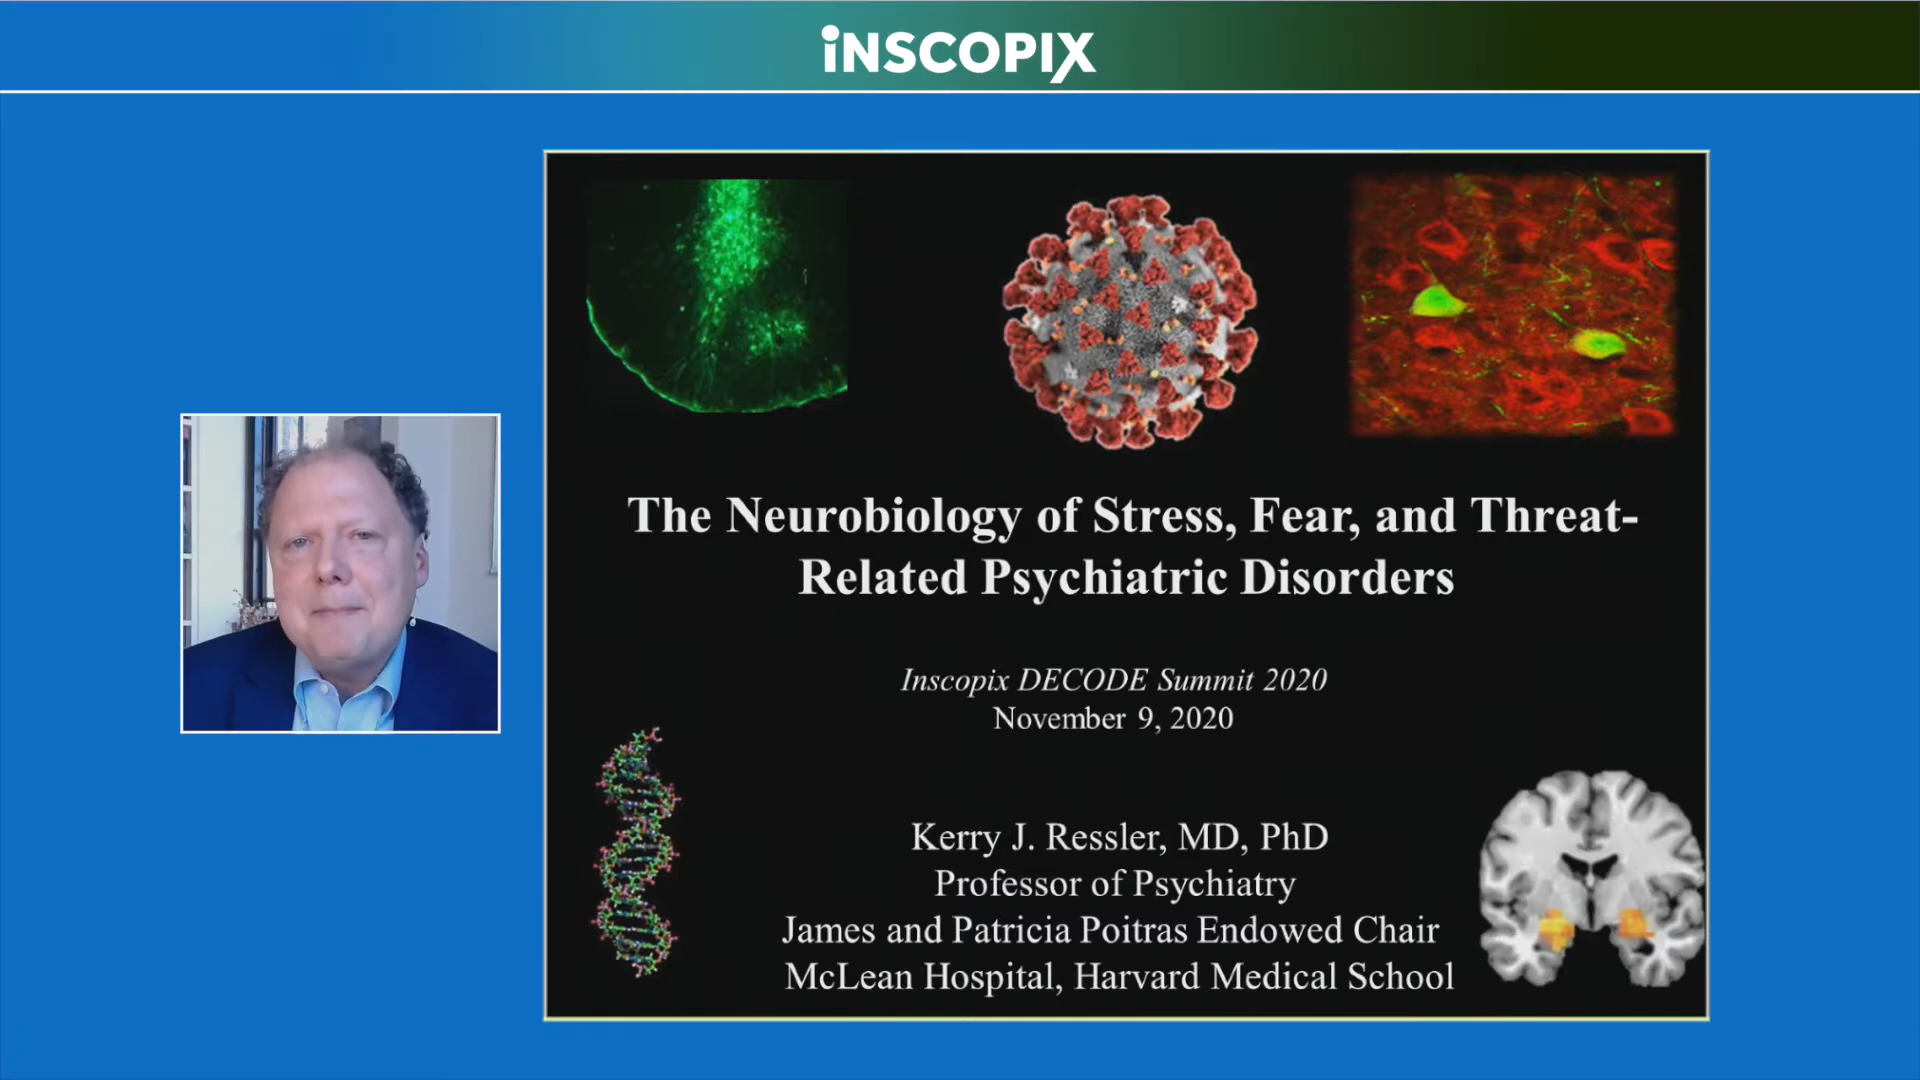 iNSCOPIX
The Neurobiology of Stress, Fear, and Threat-
Related Psychiatric Disorders
Inscopix DECODE Summit 2020
November 9, 2020
Kerry J. Ressler, MD, PhD
Professor of Psychiatry
James and Patricia Poitras Endowed Chair
McLean Hospital, Harvard Medical School